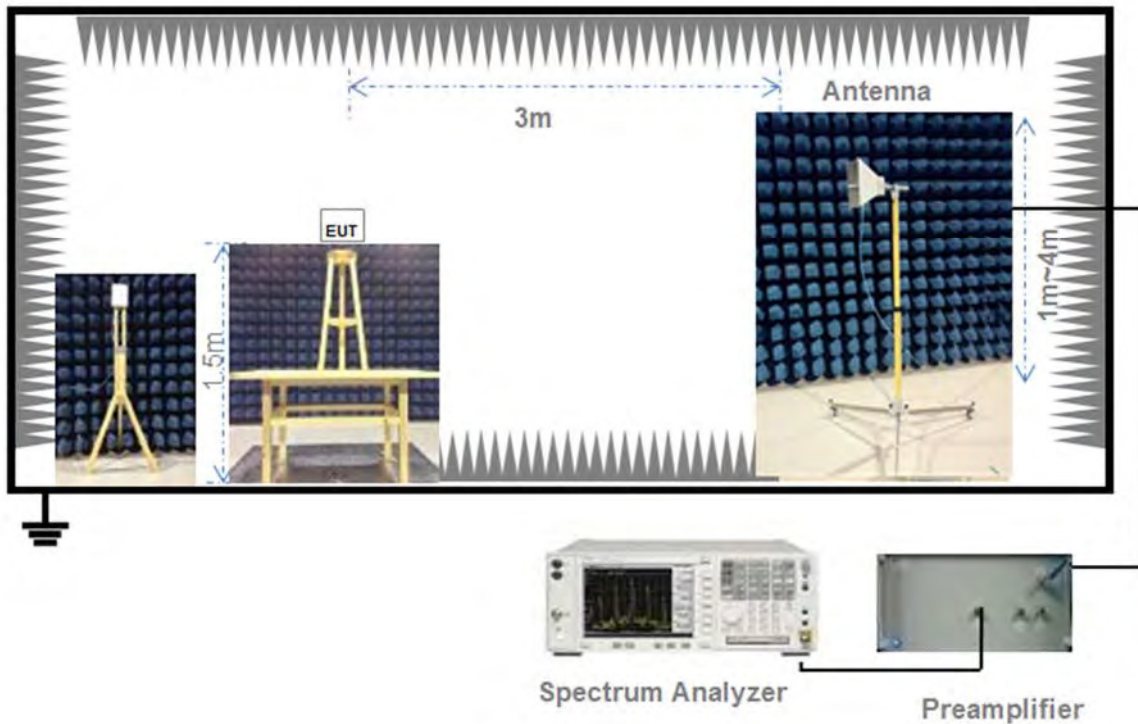 Antenna
3m
EUT
1.5m
1m~4m
Spectrum Analyzer
Preamplifier